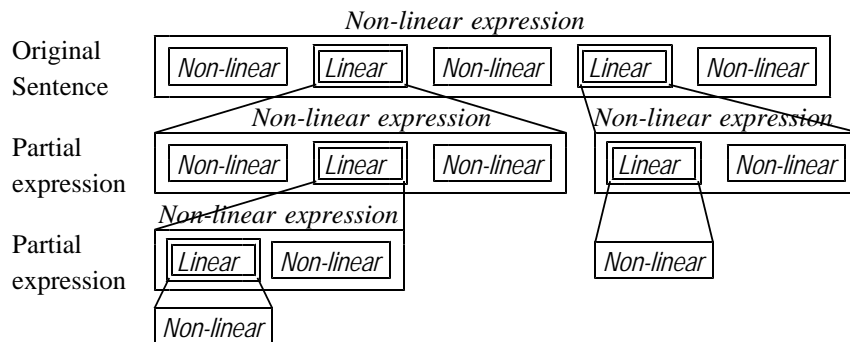 Non-linear expression
Original
Sentence
Non-linear Linear Non-linear Linear Non-linear
Non-linear expression Non-linear expression
Partial
expression
Non-linear Linear Non-linear Linear Non-linear
Non-linear expression
Partial
expression
Linear Non-linear Non-linear
Non-linear